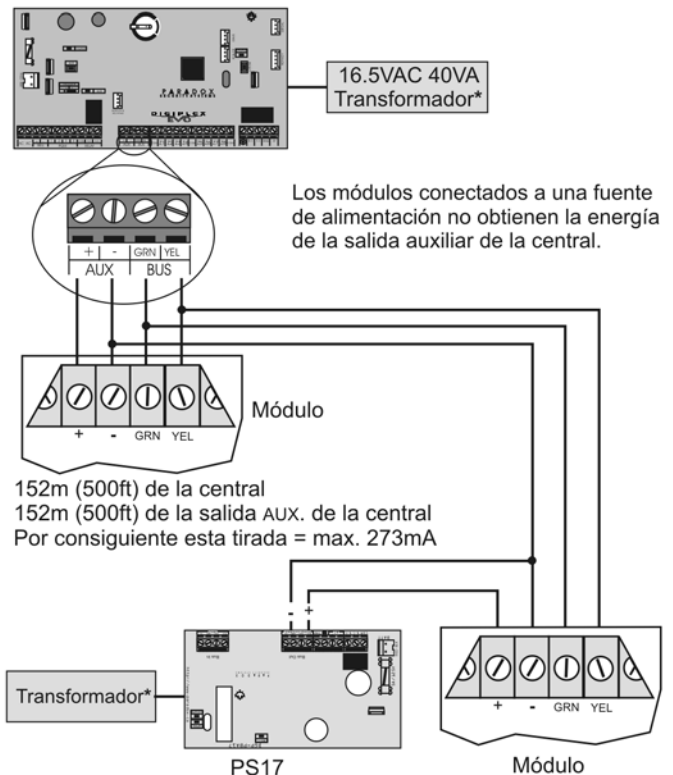 16.5VAC 40VA
Transformador*
PARADOX
DIGIPLEX
EVO
Los módulos conectados a una fuente
de alimentación no obtienen la energía
de la salida auxiliar de la central.
+ - GRN YEL
AUX BUS
Módulo
+ - GRN YEL
152m (500ft) de la central
152m (500ft) de la salida AUX. de la central
Por consiguiente esta tirada = max. 273mA
- +
Transformador*
+ - GRN YEL
PS17
Módulo